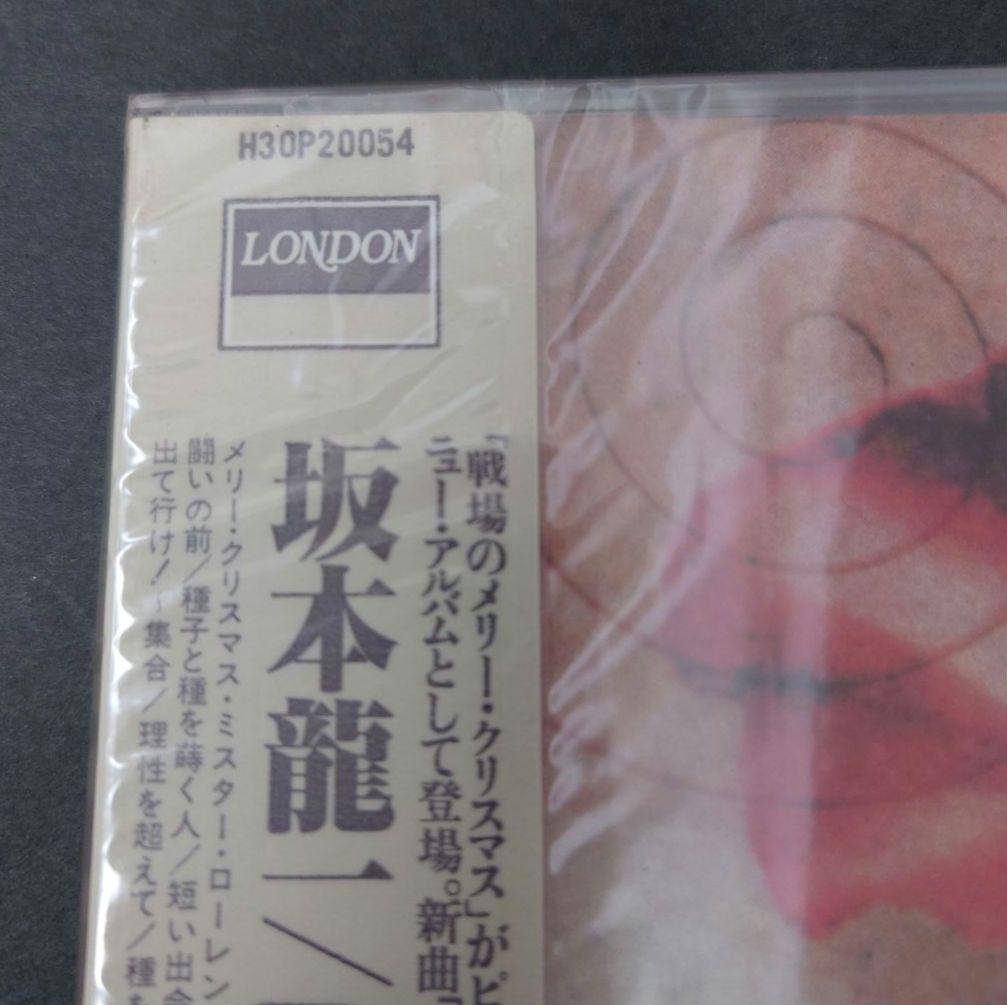 H30P20054
LONDON
「戦場のメリー・クリスマス」がピ
ニュー・アルバムとして登場。新曲「
坂本龍一/
メリー・クリスマス・ミスター・ローレン
闘いの前/種子と種を蒔く人/短い出会
出て行け!~集合/理性を超えて/種を